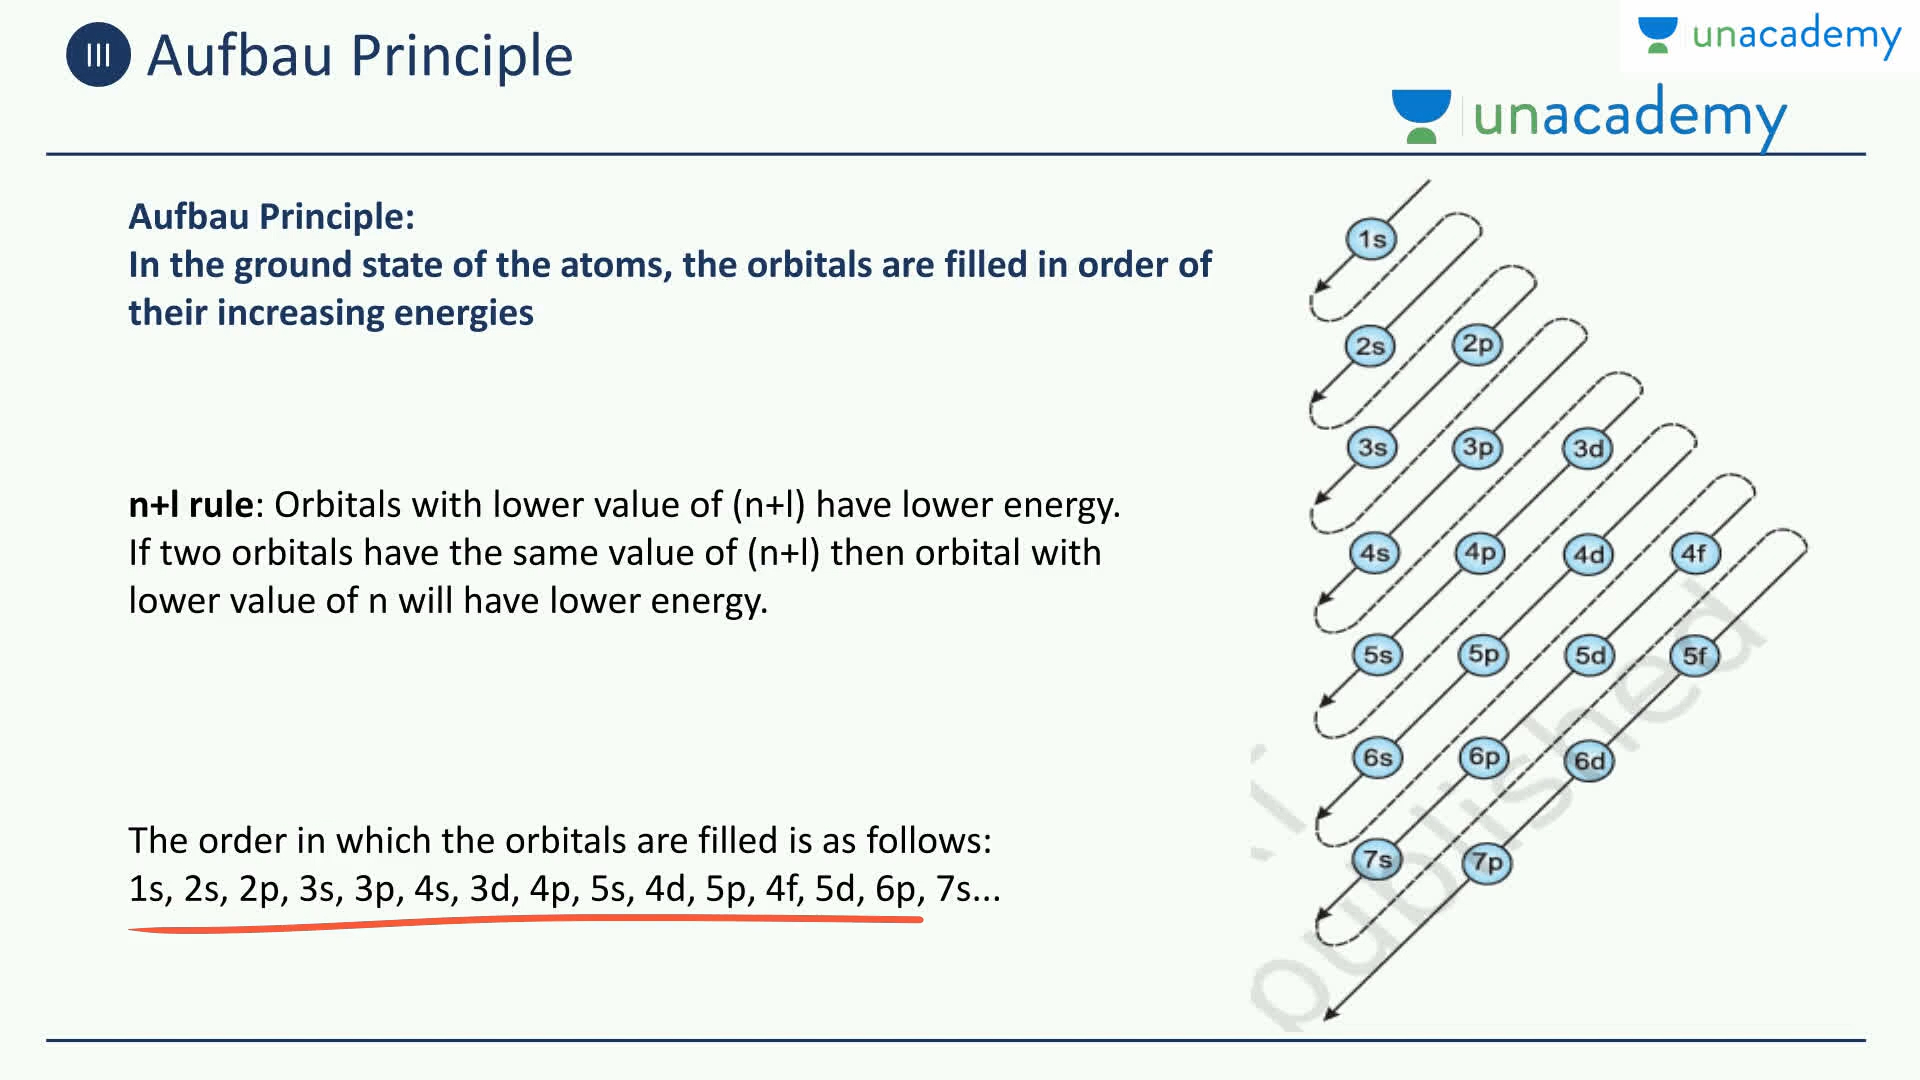 III Aufbau Principle
unacademy
unacademy
Aufbau Principle:
In the ground state of the atoms, the orbitals are filled in order of
their increasing energies
n+l rule: Orbitals with lower value of (n+l) have lower energy.
If two orbitals have the same value of (n+l) then orbital with
lower value of n will have lower energy.
The order in which the orbitals are filled is as follows:
1s, 2s, 2p, 3s, 3p, 4s, 3d, 4p, 5s, 4d, 5p, 4f, 5d, 6p, 7s...
1s
2s 2p
3s 3p 3d
4s 4p 4d 4f
5s 5p 5d 5f
6s 6p 6d
7s 7p
published